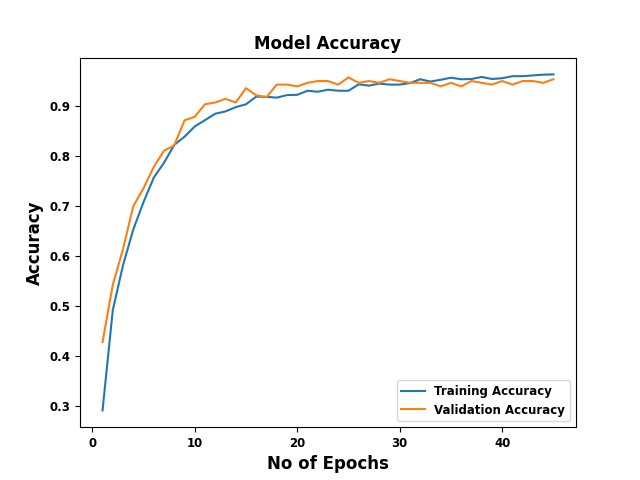 Model Accuracy
0.9
0.8
0.7
0.6
0.5
0.4
0.3
Accuracy
0 10 20 30 40
No of Epochs
Training Accuracy
Validation Accuracy